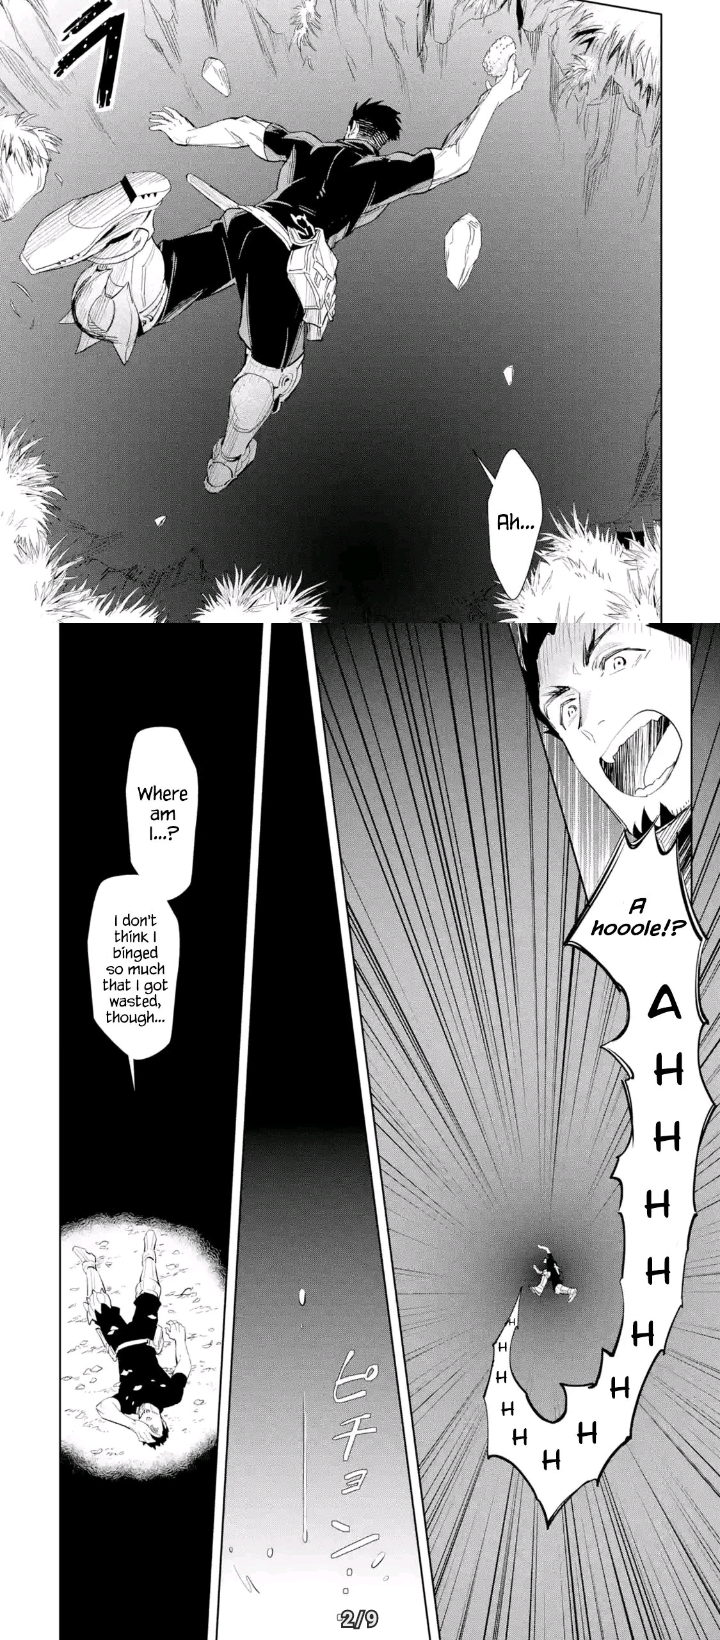 Ah...
A
hooole!?
A
H
H
H
H
H
H
H
H
H
H
H
H
H
ピチョン・・・
Where
am
I...?
I don't
think I
binged
so much
that I got
wasted,
though...
2/9